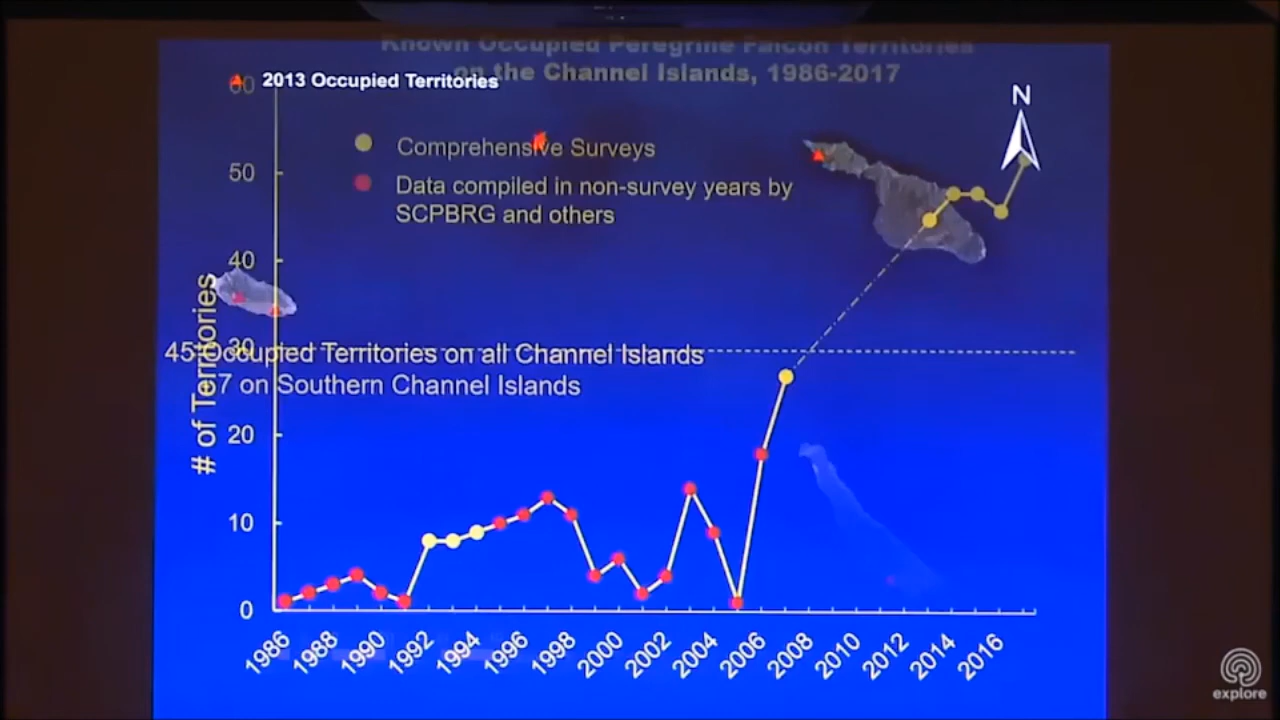 Known Occupied Peregrine Falcon Territories
on the Channel Islands, 1986-2017
2013 Occupied Territories
N
Comprehensive Surveys
Data compiled in non-survey years by
SCPBRG and others
60
50
40
30
20
10
0
# of Territories
45 Occupied Territories on all Channel Islands
7 on Southern Channel Islands
1986
1988
1990
1992
1994
1996
1998
2000
2002
2004
2006
2008
2010
2012
2014
2016
explore